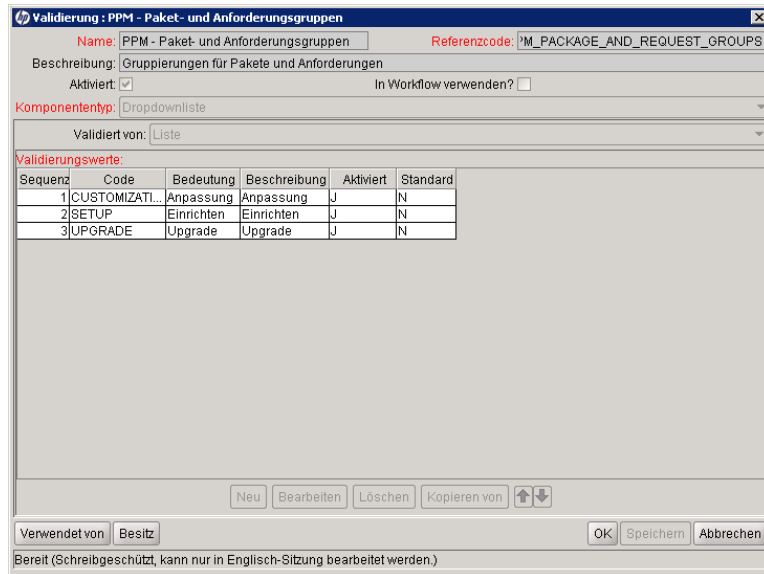 hp Validierung : PPM - Paket- und Anforderungsgruppen
Name: PPM - Paket- und Anforderungsgruppen Referenzcode: M_PACKAGE_AND_REQUEST_GROUPS
Beschreibung: Gruppierungen für Pakete und Anforderungen
Aktiviert: In Workflow verwenden?
Komponententyp: Dropdownliste
Validiert von: Liste
Validierungswerte:
Sequenz Code Bedeutung Beschreibung Aktiviert Standard
1 CUSTOMIZATI... Anpassung Anpassung J N
2 SETUP Einrichten Einrichten J N
3 UPGRADE Upgrade Upgrade J N
Neu Bearbeiten Löschen Kopieren von
Verwendet von Besitz OK Speichern Abbrechen
Bereit (Schreibgeschützt, kann nur in Englisch-Sitzung bearbeitet werden.)